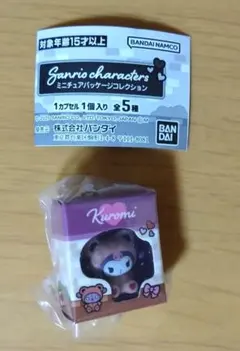 対象年齢15才以上
BANDAI NAMCO
Sanrio characters
ミニチュアパッケージコレクション
1カプセル1個入り 全5種
株式会社バンダイ
BAN
DAI
Kuromi